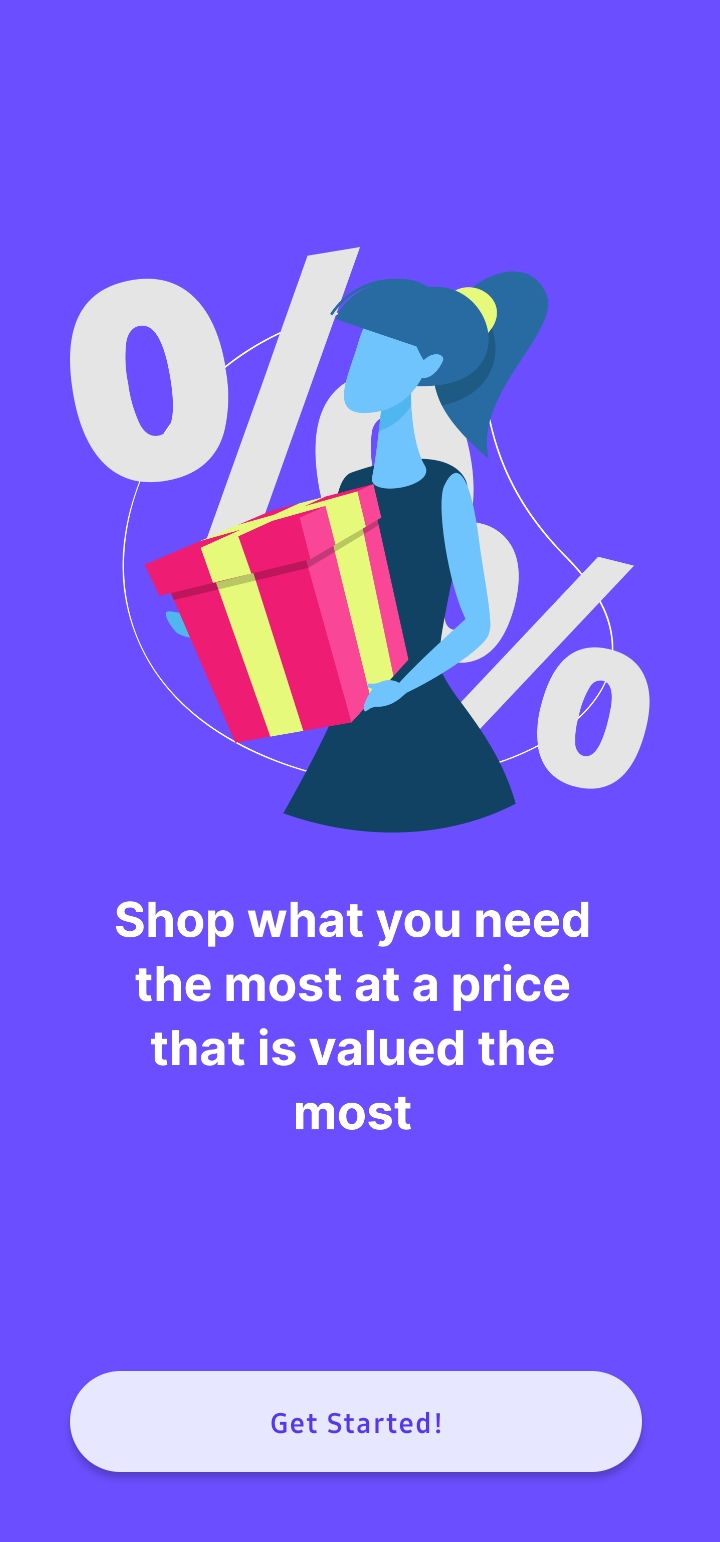 %
%
Shop what you need
the most at a price
that is valued the
most
Get Started!